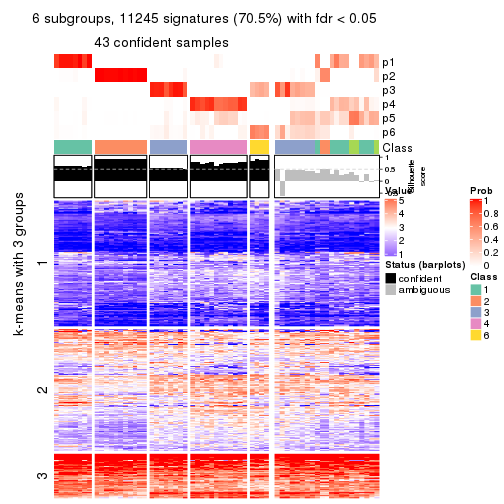 6 subgroups, 11245 signatures (70.5%) with fdr < 0.05
43 confident samples
p1
p2
p3
p4
p5
p6
Class
1
0.5
0
Silhouette
score
k-means with 3 groups
1
2
3
Value
5
4
3
2
1
Status (barplots)
confident
ambiguous
Prob
1
0.8
0.6
0.4
0.2
0
Class
1
2
3
4
6